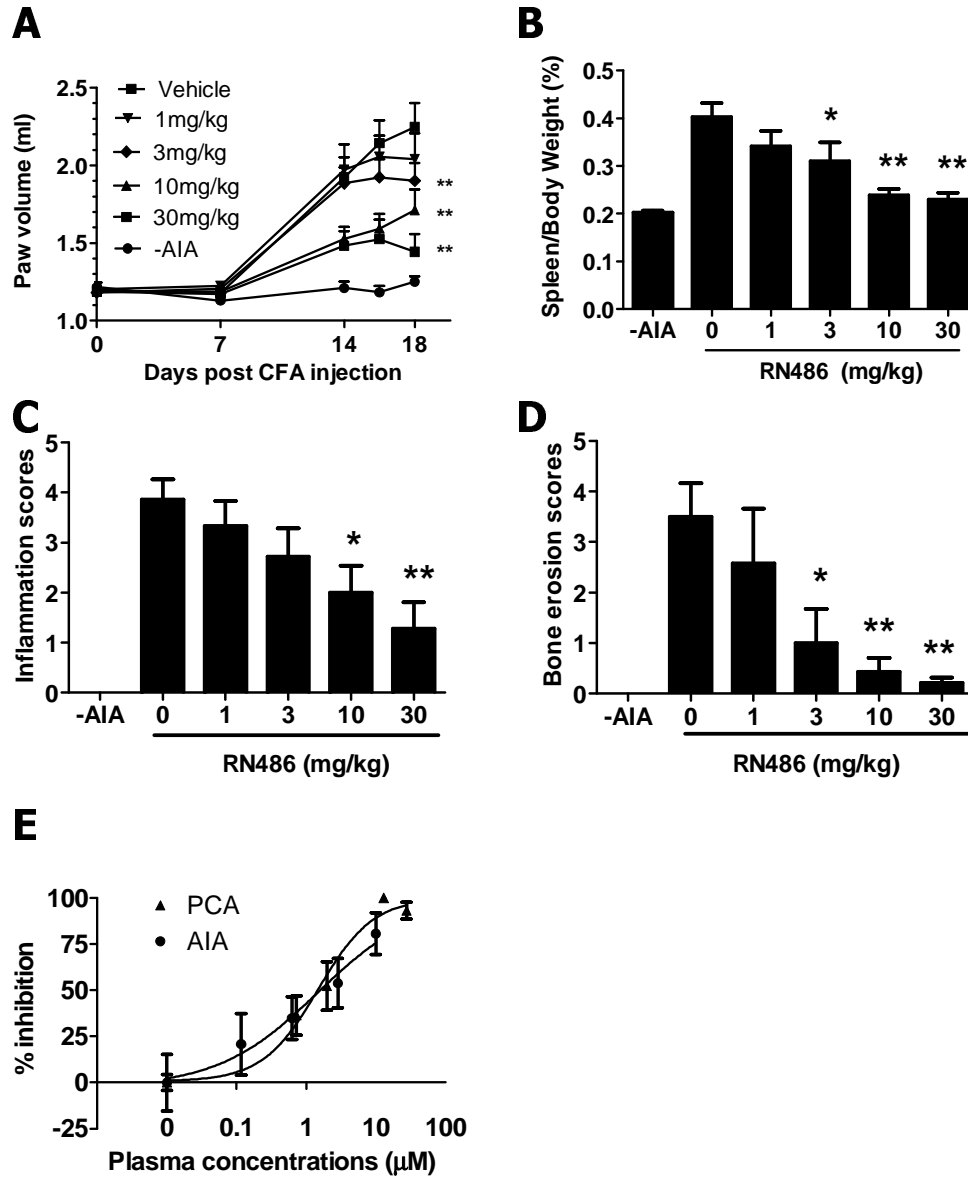 A
Paw volume (ml)
2.5
2.0
1.5
1.0
Vehicle
1mg/kg
3mg/kg
10mg/kg
30mg/kg
-AIA
**
**
**
0 7 14 18
Days post CFA injection
B
Spleen/Body Weight (%)
0.5
0.4
0.3
0.2
0.1
0.0
* ** **
-AIA 0 1 3 10 30
RN486 (mg/kg)
C
Inflammation scores
5
4
3
2
1
0
* **
-AIA 0 1 3 10 30
RN486 (mg/kg)
D
Bone erosion scores
5
4
3
2
1
0
* ** **
-AIA 0 1 3 10 30
RN486 (mg/kg)
E
% inhibition
100
75
50
25
0
-25
PCA
AIA
0 0.1 1 10 100
Plasma concentrations (µM)